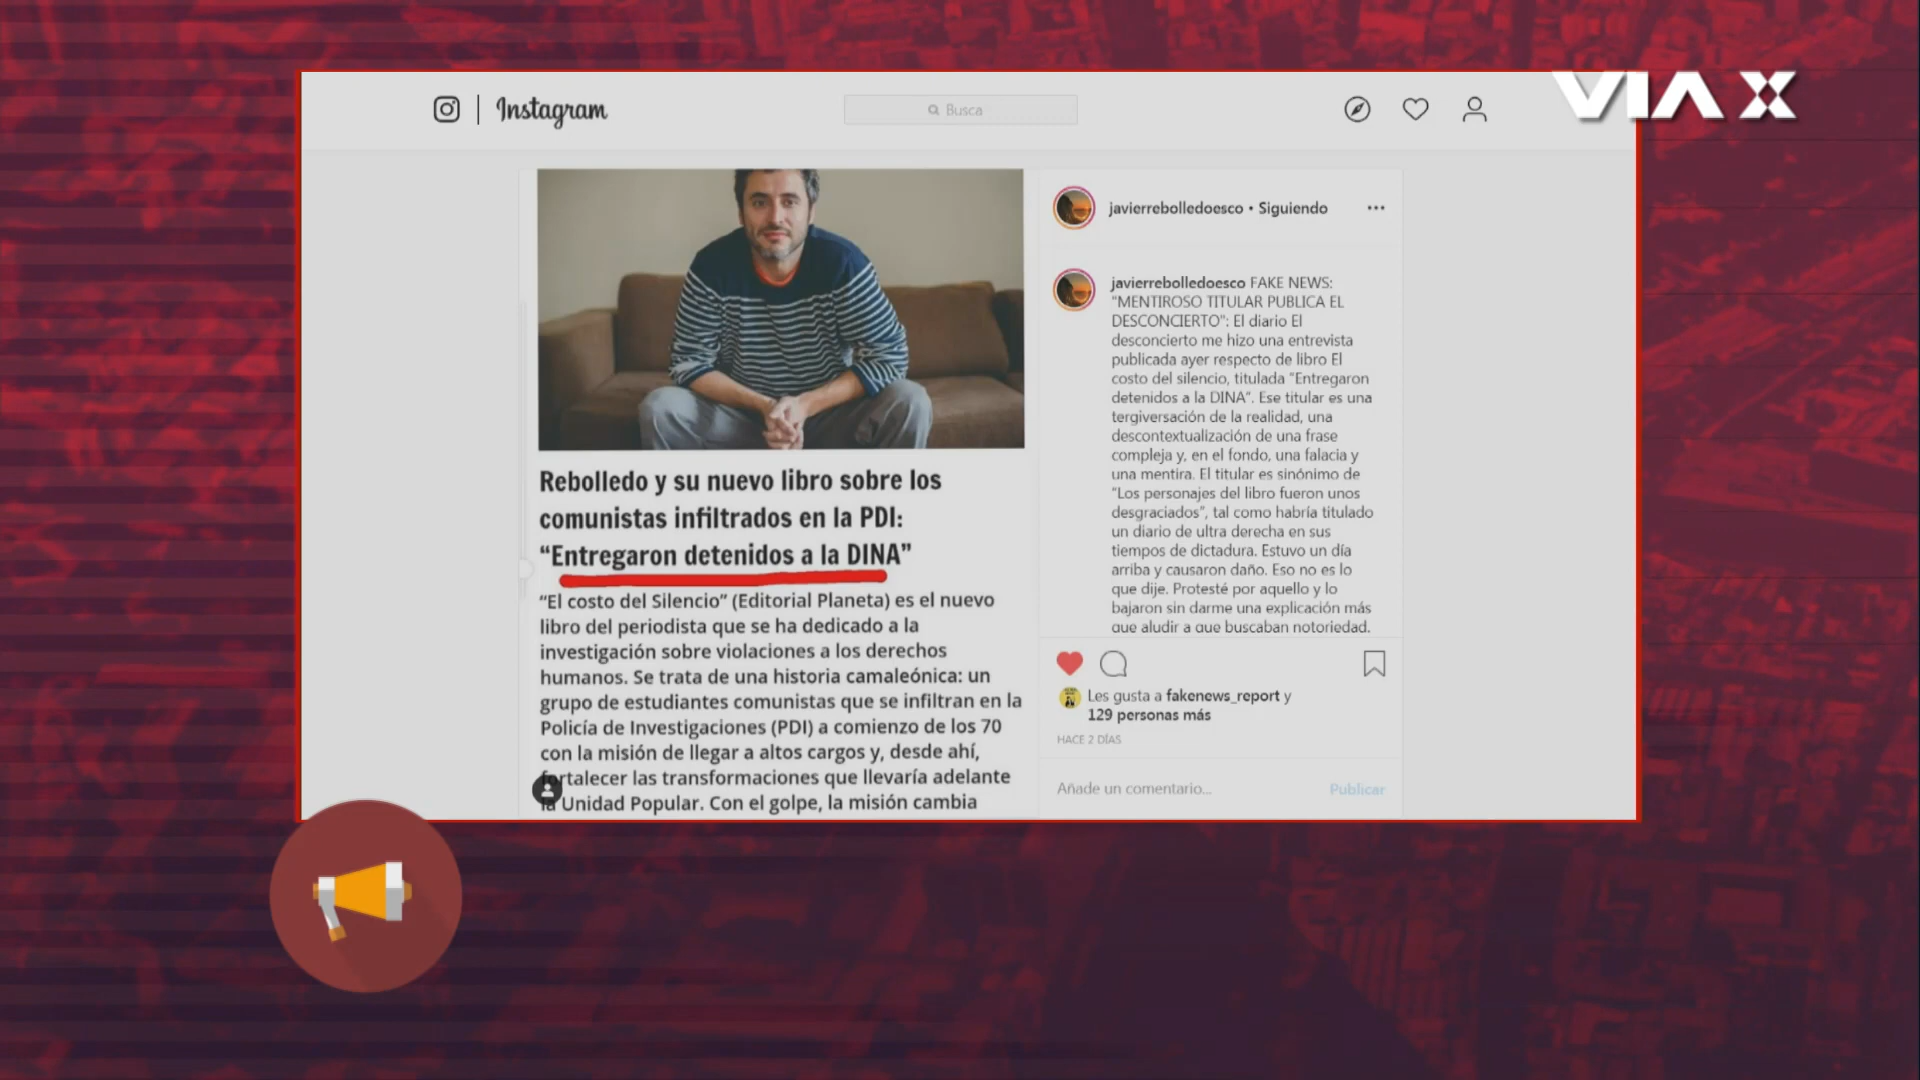 VIA X
Instagram
Busca
javierrebolledoesco • Siguiendo
Rebolledo y su nuevo libro sobre los
comunistas infiltrados en la PDI:
“Entregaron detenidos a la DINA”
“El costo del Silencio” (Editorial Planeta) es el nuevo
libro del periodista que se ha dedicado a la
investigación sobre violaciones a los derechos
humanos. Se trata de una historia camaleónica: un
grupo de estudiantes comunistas que se infiltran en la
Policía de Investigaciones (PDI) a comienzo de los 70
con la misión de llegar a altos cargos y, desde ahí,
fortalecer las transformaciones que llevaría adelante
la Unidad Popular. Con el golpe, la misión cambia
javierrebolledoesco FAKE NEWS:
“MENTIROSO TITULAR PUBLICA EL
DESCONCIERTO”: El diario El
desconcierto me hizo una entrevista
publicada ayer respecto de libro El
costo del silencio, titulada “Entregaron
detenidos a la DINA”. Ese titular es una
tergiversación de la realidad, una
descontextualización de una frase
compleja y, en el fondo, una falacia y
una mentira. El titular es sinónimo de
“Los personajes del libro fueron unos
desgraciados”, tal como habría titulado
un diario de ultra derecha en sus
tiempos de dictadura. Estuvo un día
arriba y causaron daño. Eso no es lo
que dije. Protesté por aquello y lo
bajaron sin darme una explicación más
que aludir a que buscaban notoriedad.
Les gusta a fakenews_report y
129 personas más
HACE 2 DÍAS
Añade un comentario...
Publicar